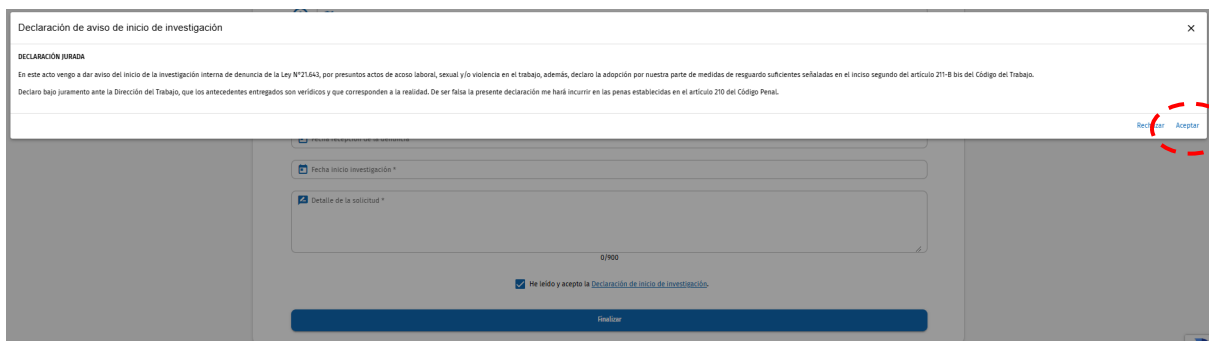 Declaración de aviso de inicio de investigación
×
DECLARACIÓN JURADA
En este acto vengo a dar aviso del inicio de la investigación interna de denuncia de la Ley N°21.643, por presuntos actos de acoso laboral, sexual y/o violencia en el trabajo, además, declaro la adopción por nuestra parte de medidas de resguardo suficientes señaladas en el inciso segundo del artículo 211-B bis del Código del Trabajo.
Declaro bajo juramento ante la Dirección del Trabajo, que los antecedentes entregados son verídicos y que corresponden a la realidad. De ser falsa la presente declaración me hará incurrir en las penas establecidas en el artículo 210 del Código Penal.
Rechazar Aceptar
Fecha recepción de la denuncia
Fecha inicio investigación *
Detalle de la solicitud *
0/900
He leído y acepto la Declaración de inicio de investigación.
Finalizar